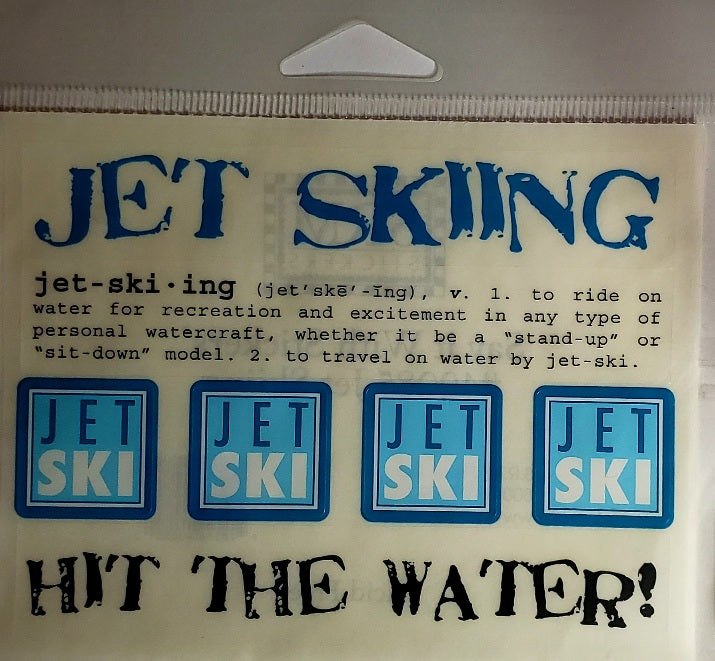 JET SKIING
jet-ski·ing (jet′skē′-ĭng), v. 1. to ride on
water for recreation and excitement in any type of
personal watercraft, whether it be a “stand-up” or
“sit-down” model. 2. to travel on water by jet-ski.
JET JET JET JET
SKI SKI SKI SKI
HIT THE WATER!